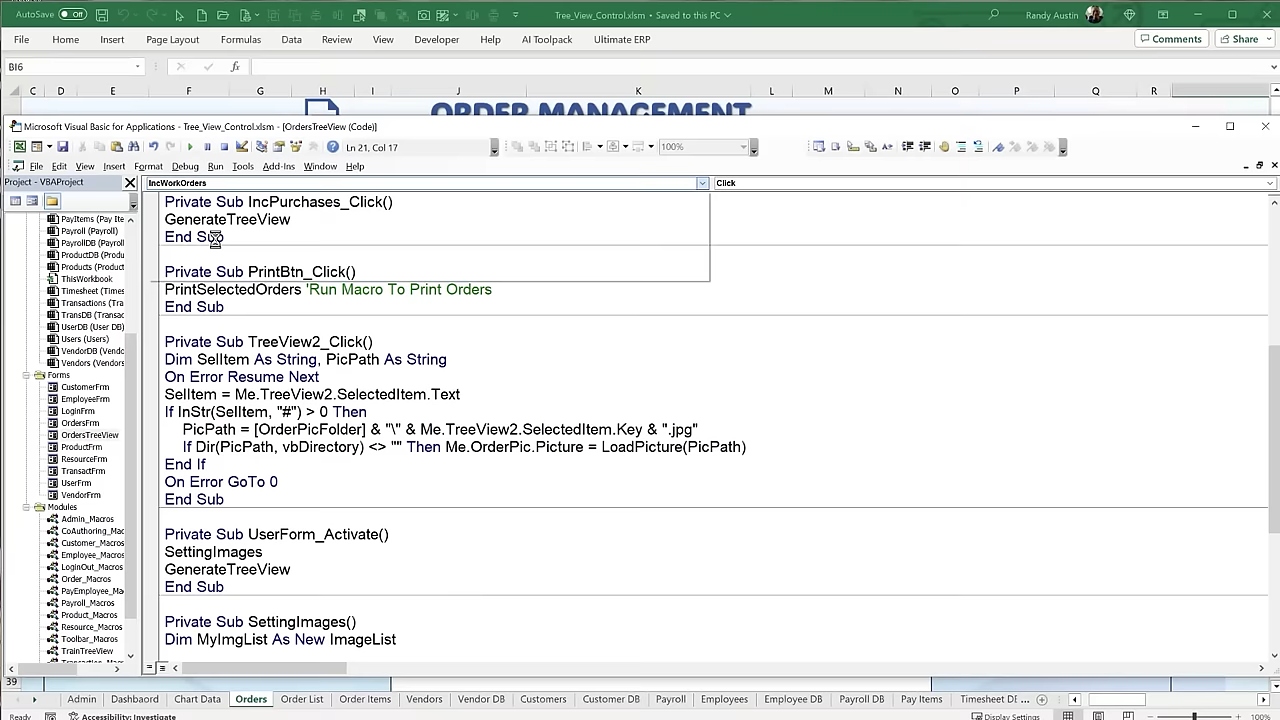 AutoSave Off
Tree_View_Control.xlsm • Saved to this PC
Randy Austin
File Home Insert Page Layout Formulas Data Review View Developer Help AI Toolpack Ultimate ERP
Comments Share
BI6
fx
C D E F G H I J K L M N O P Q R
ORDER MANAGEMENT
Microsoft Visual Basic for Applications - Tree_View_Control.xlsm - [OrdersTreeView (Code)]
Ln 21, Col 17
100%
File Edit View Insert Format Debug Run Tools Add-Ins Window Help
Project - VBAProject
IncWorkOrders
Click
PayItems (Pay Ite
Payroll (Payroll)
PayrollDB (Payroll
ProductDB (Produc
Products (Product
ThisWorkbook
Timesheet (Times
Transactions (Tra
TransDB (TransDB
UserDB (User DB)
Users (Users)
VendorDB (Vendo
Vendors (Vendors
Forms
CustomerFrm
EmployeeFrm
LoginFrm
OrdersFrm
OrdersTreeView
ProductFrm
ResourceFrm
TransactFrm
UserFrm
VendorFrm
Modules
Admin_Macros
CoAuthoring_Mac
Customer_Macros
Employee_Macros
LoginOut_Macros
Order_Macros
PayEmployee_Ma
Payroll_Macros
Product_Macros
Resource_Macros
Toolbar_Macros
TrainTreeView
Private Sub IncPurchases_Click()
GenerateTreeView
End Sub
Private Sub PrintBtn_Click()
PrintSelectedOrders 'Run Macro To Print Orders
End Sub
Private Sub TreeView2_Click()
Dim SelItem As String, PicPath As String
On Error Resume Next
SelItem = Me.TreeView2.SelectedItem.Text
If InStr(SelItem, "#") > 0 Then
PicPath = [OrderPicFolder] & "\" & Me.TreeView2.SelectedItem.Key & ".jpg"
If Dir(PicPath, vbDirectory) <> "" Then Me.OrderPic.Picture = LoadPicture(PicPath)
End If
On Error GoTo 0
End Sub
Private Sub UserForm_Activate()
SettingImages
GenerateTreeView
End Sub
Private Sub SettingImages()
Dim MyImgList As New ImageList
39
Admin Dashbaord Chart Data Orders Order List Order Items Vendors Vendor DB Customers Customer DB Payroll Employees Employee DB Payroll DB Pay Items Timesheet DE ...
Ready
Accessibility: Investigate
Display Settings
100%